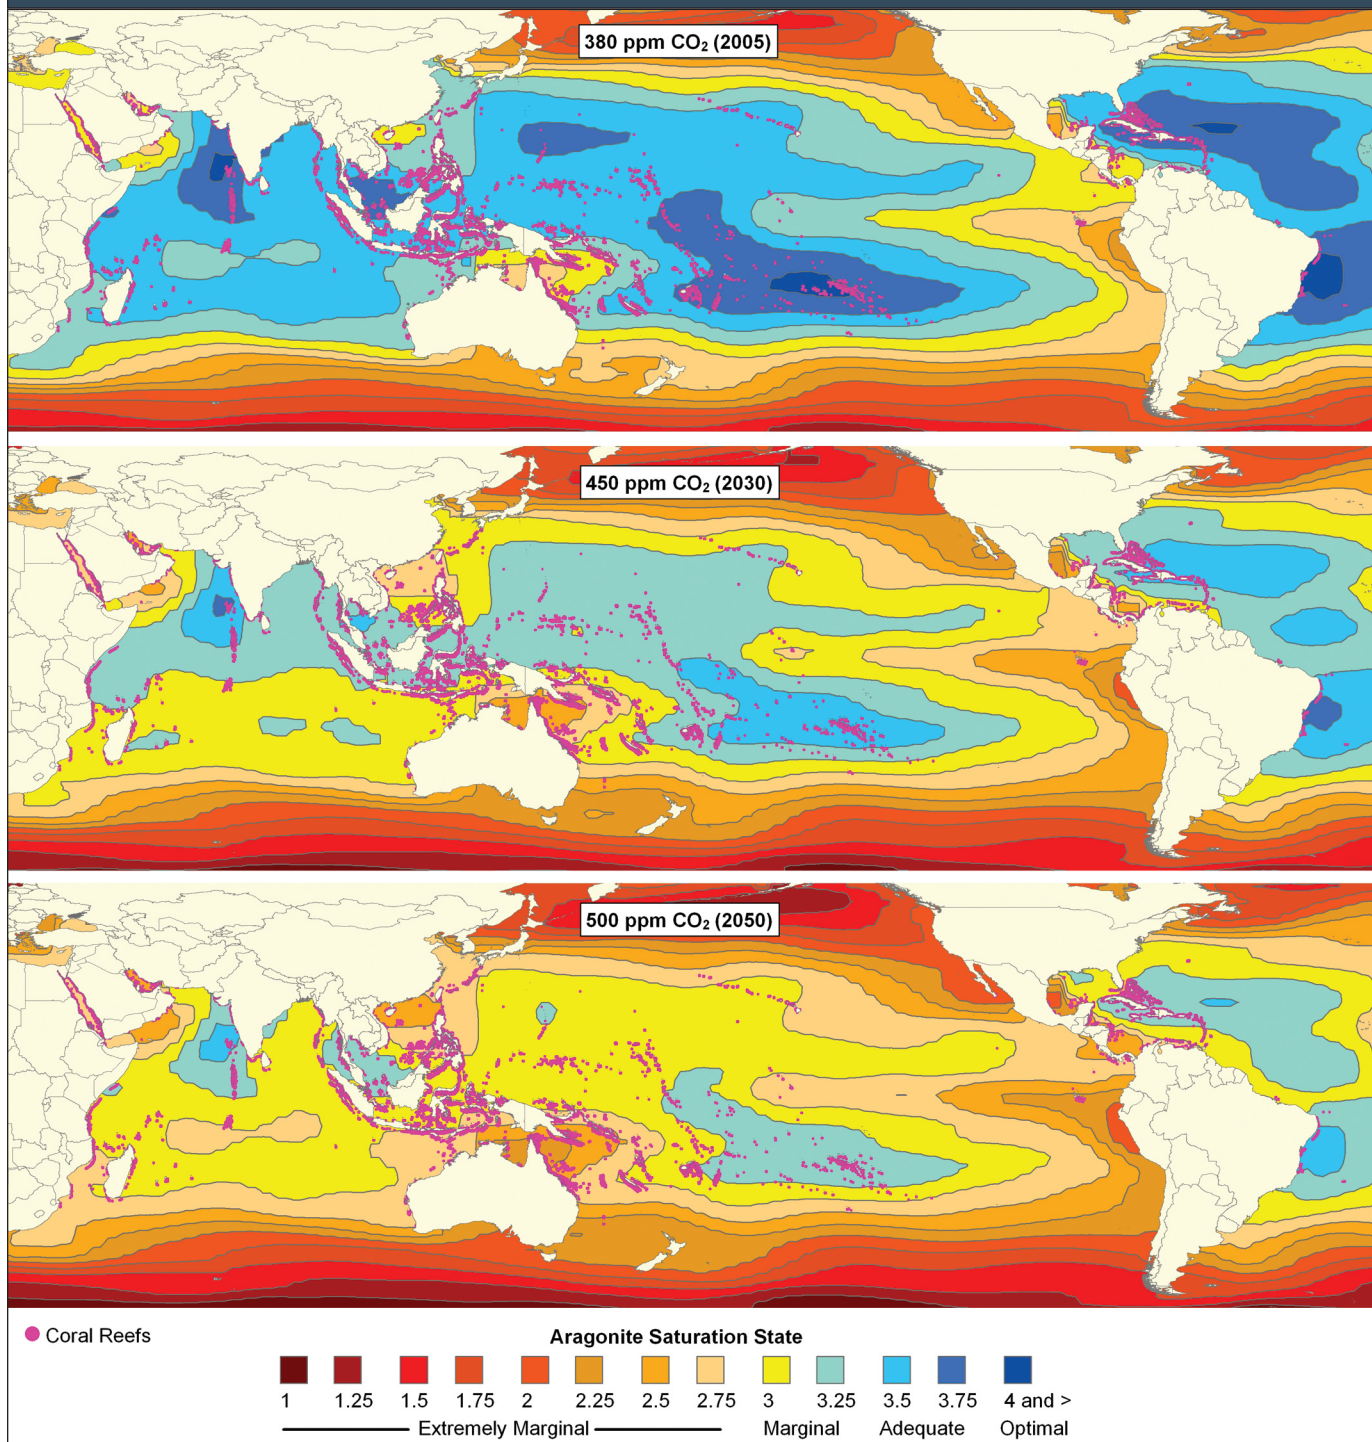 380 ppm CO₂ (2005)
450 ppm CO₂ (2030)
500 ppm CO₂ (2050)
Coral Reefs
Aragonite Saturation State
1 1.25 1.5 1.75 2 2.25 2.5 2.75 3 3.25 3.5 3.75 4 and >
Extremely Marginal Marginal Adequate Optimal